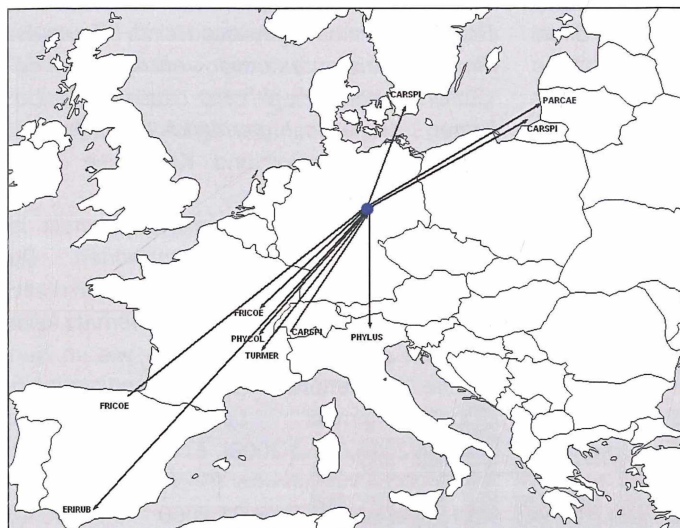 CARSPI
PARCAE
CARSPI
FRICOE
PHYCOL
CARSPI
TURMER
PHYLUS
FRICOE
ERIRUB